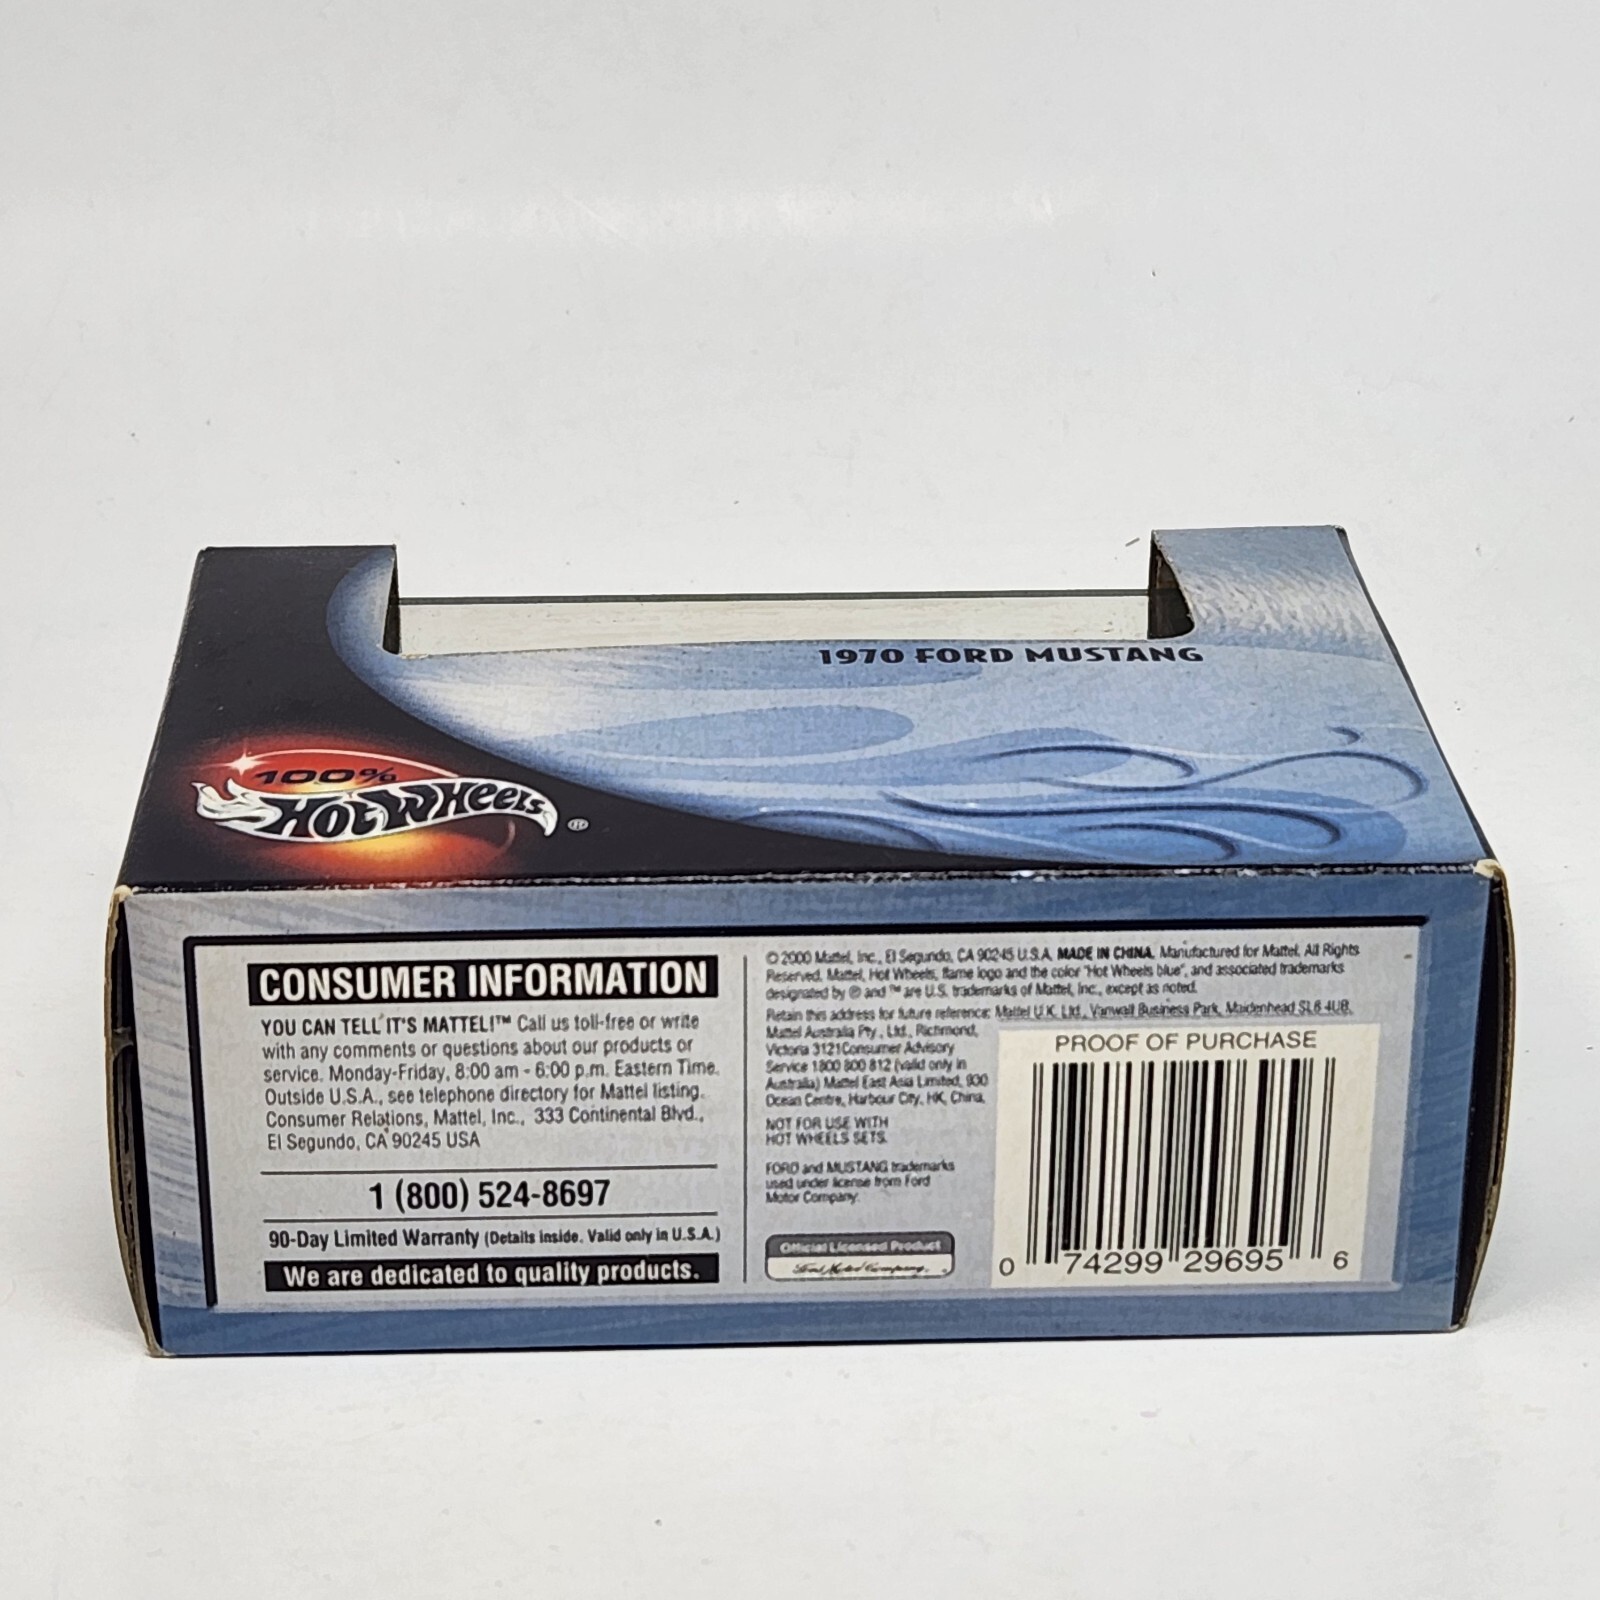 1970 FORD MUSTANG
100%
Hot Wheels®
CONSUMER INFORMATION
YOU CAN TELL IT'S MATTEL!™ Call us toll-free or write
with any comments or questions about our products or
service. Monday-Friday, 8:00 am - 6:00 p.m. Eastern Time.
Outside U.S.A., see telephone directory for Mattel listing.
Consumer Relations, Mattel, Inc., 333 Continental Blvd.,
El Segundo, CA 90245 USA
1 (800) 524-8697
90-Day Limited Warranty (Details inside. Valid only in U.S.A.)
We are dedicated to quality products.
© 2000 Mattel, Inc., El Segundo, CA 90245 U.S.A. MADE IN CHINA. Manufactured for Mattel. All Rights
Reserved. Mattel, Hot Wheels, flame logo and the color "Hot Wheels blue", and associated trademarks
designated by ® and ™ are U.S. trademarks of Mattel, Inc., except as noted.
Retain this address for future reference: Mattel U.K. Ltd., Vanwall Business Park, Maidenhead SL6 4UB.
Mattel Australia Pty., Ltd., Richmond,
Victoria 3121 Consumer Advisory
Service 1800 800 812 (valid only in
Australia) Mattel East Asia Limited, 930
Ocean Centre, Harbour City, HK, China.
NOT FOR USE WITH
HOT WHEELS SETS.
FORD and MUSTANG trademarks
used under license from Ford
Motor Company.
Official Licensed Product
Ford Motor Company.
PROOF OF PURCHASE
0 74299 29695 6